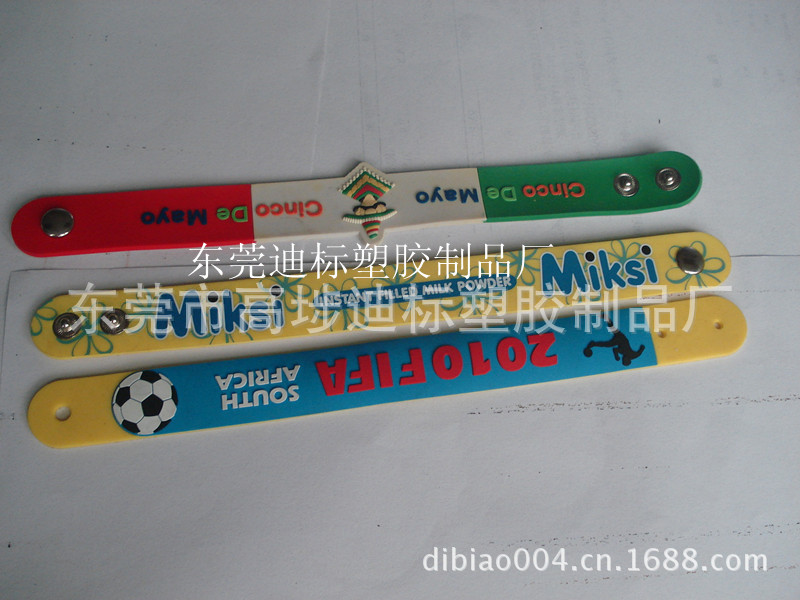 Cinco De Mayo
Cinco De Mayo
东莞迪标塑胶制品厂
Miksi
INSTANT FILLED MILK POWDER
Miksi
东莞市高埗迪标塑胶制品厂
2010 FIFA
SOUTH
AFRICA
dibiao004.cn.1688.com